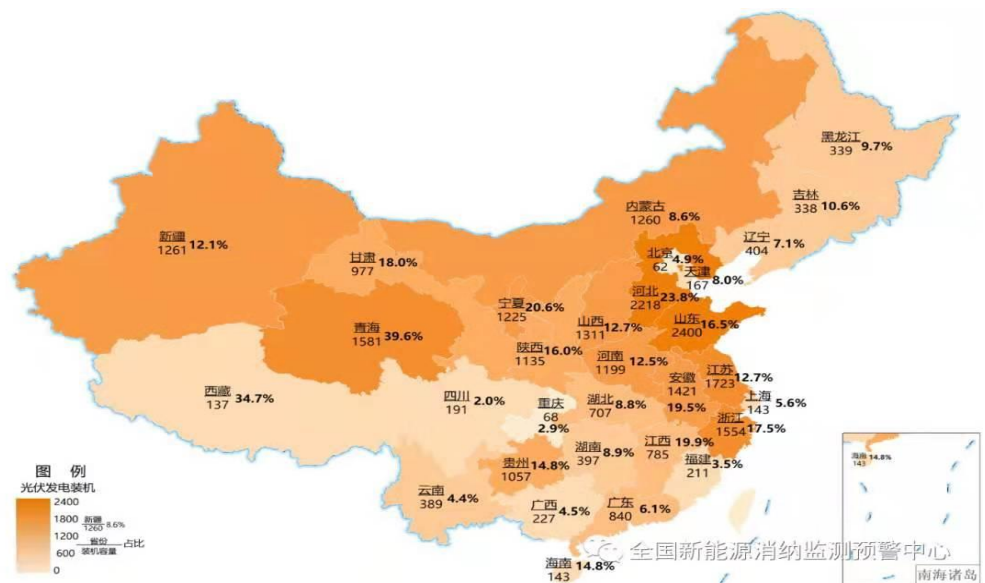 黑龙江
339 9.7%
吉林
338 10.6%
内蒙古
1260 8.6%
辽宁
404 7.1%
新疆
1261 12.1%
北京
62 4.9%
甘肃
977 18.0%
天津
167 8.0%
河北
2218 23.8%
宁夏
1225 20.6%
山西
1311 12.7%
山东
2400 16.5%
青海
1581 39.6%
陕西
1135 16.0%
河南
1199 12.5%
江苏
1723 12.7%
安徽
1421
19.5%
西藏
137 34.7%
四川
191 2.0%
重庆
68
2.9%
湖北
707 8.8%
上海
143 5.6%
浙江
1554 17.5%
湖南
397 8.9%
江西
785 19.9%
福建
211 3.5%
贵州
1057 14.8%
云南
389 4.4%
广西
227 4.5%
广东
840 6.1%
海南
143 14.8%
图 例
光伏发电装机
2400
1800
1200
600
0
新疆
1260 8.6%
省份
装机容量 占比
海南
143 14.8%
南海诸岛
全国新能源消纳监测预警中心